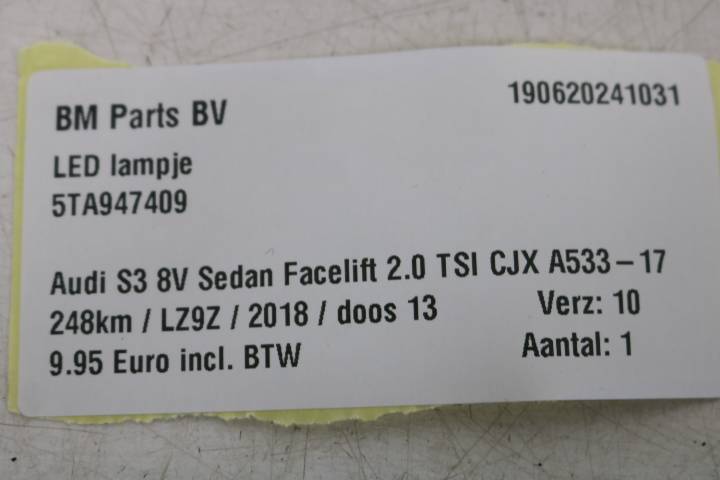 BM Parts BV 190620241031
LED lampje
5TA947409
Audi S3 8V Sedan Facelift 2.0 TSI CJX A533-17
248km / LZ9Z / 2018 / doos 13 Verz: 10
9.95 Euro incl. BTW Aantal: 1